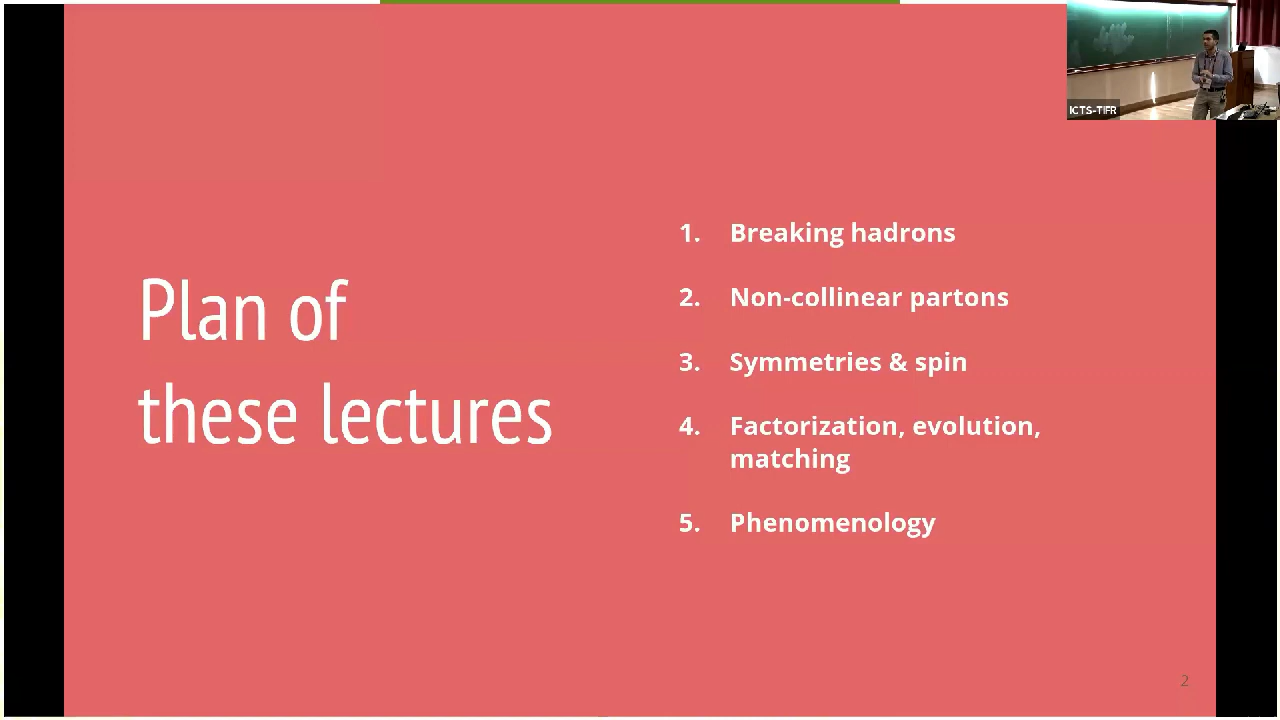 ICTS-TIFR
Plan of
these lectures
1. Breaking hadrons
2. Non-collinear partons
3. Symmetries & spin
4. Factorization, evolution,
matching
5. Phenomenology
2